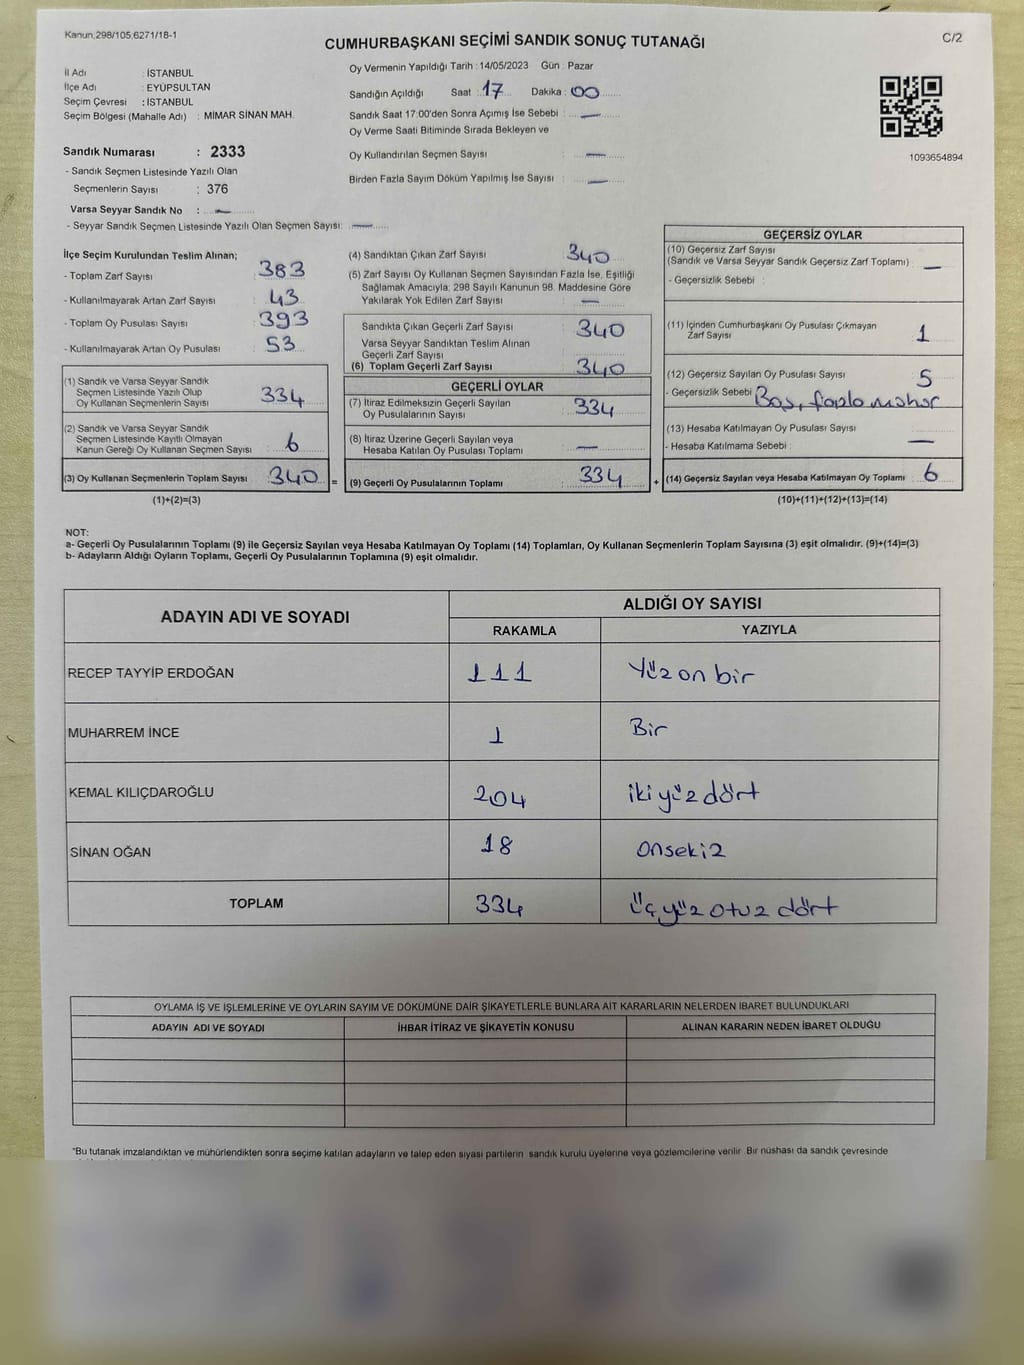 Kanun,298/105,6271/18-1
CUMHURBAŞKANI SEÇİMİ SANDIK SONUÇ TUTANAĞI
C/2
İl Adı : İSTANBUL
İlçe Adı : EYÜPSULTAN
Seçim Çevresi : İSTANBUL
Seçim Bölgesi (Mahalle Adı) : MİMAR SİNAN MAH.
Oy Vermenin Yapıldığı Tarih : 14/05/2023 Gün : Pazar
Sandığın Açıldığı Saat : 17 Dakika : 00
Sandık Saat 17:00'den Sonra Açımış İse Sebebi : —
Oy Verme Saati Bitiminde Sırada Bekleyen ve
Oy Kullandırılan Seçmen Sayısı : —
Birden Fazla Sayım Döküm Yapılmış İse Sayısı : —
1093654894
Sandık Numarası : 2333
- Sandık Seçmen Listesinde Yazılı Olan
Seçmenlerin Sayısı : 376
Varsa Seyyar Sandık No : —
- Seyyar Sandık Seçmen Listesinde Yazılı Olan Seçmen Sayısı: —
İlçe Seçim Kurulundan Teslim Alınan;
- Toplam Zarf Sayısı : 383
- Kullanılmayarak Artan Zarf Sayısı : 43
- Toplam Oy Pusulası Sayısı : 393
- Kullanılmayarak Artan Oy Pusulası : 53
(1) Sandık ve Varsa Seyyar Sandık
Seçmen Listesinde Yazılı Olup
Oy Kullanan Seçmenlerin Sayısı : 334
(2) Sandık ve Varsa Seyyar Sandık
Seçmen Listesinde Kayıtlı Olmayan
Kanun Gereği Oy Kullanan Seçmen Sayısı : 6
(3) Oy Kullanan Seçmenlerin Toplam Sayısı : 340
(1)+(2)=(3)
(4) Sandıktan Çıkan Zarf Sayısı : 340
(5) Zarf Sayısı Oy Kullanan Seçmen Sayısından Fazla İse, Eşitliği
Sağlamak Amacıyla; 298 Sayılı Kanunun 98. Maddesine Göre
Yakılarak Yok Edilen Zarf Sayısı : —
Sandıkta Çıkan Geçerli Zarf Sayısı : 340
Varsa Seyyar Sandıktan Teslim Alınan
Geçerli Zarf Sayısı
(6) Toplam Geçerli Zarf Sayısı : 340
GEÇERLİ OYLAR
(7) İtiraz Edilmeksizin Geçerli Sayılan
Oy Pusulalarının Sayısı : 334
(8) İtiraz Üzerine Geçerli Sayılan veya
Hesaba Katılan Oy Pusulası Toplamı : —
= (9) Geçerli Oy Pusulalarının Toplamı : 334 +
GEÇERSİZ OYLAR
(10) Geçersiz Zarf Sayısı
(Sandık ve Varsa Seyyar Sandık Geçersiz Zarf Toplamı) : —
- Geçersizlik Sebebi :
(11) İçinden Cumhurbaşkanı Oy Pusulası Çıkmayan
Zarf Sayısı : 1
(12) Geçersiz Sayılan Oy Pusulası Sayısı : 5
- Geçersizlik Sebebi : Boş, fazla mühür
(13) Hesaba Katılmayan Oy Pusulası Sayısı : —
- Hesaba Katılmama Sebebi :
(14) Geçersiz Sayılan veya Hesaba Katılmayan Oy Toplamı : 6
(10)+(11)+(12)+(13)=(14)
NOT:
a- Geçerli Oy Pusulalarının Toplamı (9) ile Geçersiz Sayılan veya Hesaba Katılmayan Oy Toplamı (14) Toplamları, Oy Kullanan Seçmenlerin Toplam Sayısına (3) eşit olmalıdır. (9)+(14)=(3)
b- Adayların Aldığı Oyların Toplamı, Geçerli Oy Pusulalarının Toplamına (9) eşit olmalıdır.
ADAYIN ADI VE SOYADI ALDIĞI OY SAYISI
RAKAMLA YAZIYLA
RECEP TAYYİP ERDOĞAN 111 Yüz on bir
MUHARREM İNCE 1 Bir
KEMAL KILIÇDAROĞLU 204 iki yüz dört
SİNAN OĞAN 18 onsekiz
TOPLAM 334 üç yüz otuz dört
OYLAMA İŞ VE İŞLEMLERİNE VE OYLARIN SAYIM VE DÖKÜMÜNE DAİR ŞİKAYETLERLE BUNLARA AİT KARARLARIN NELERDEN İBARET BULUNDUKLARI
ADAYIN ADI VE SOYADI İHBAR İTİRAZ VE ŞİKAYETİN KONUSU ALINAN KARARIN NEDEN İBARET OLDUĞU
*Bu tutanak imzalandıktan ve mühürlendikten sonra seçime katılan adayların ve talep eden siyasi partilerin sandık kurulu üyelerine veya gözlemcilerine verilir. Bir nüshası da sandık çevresinde